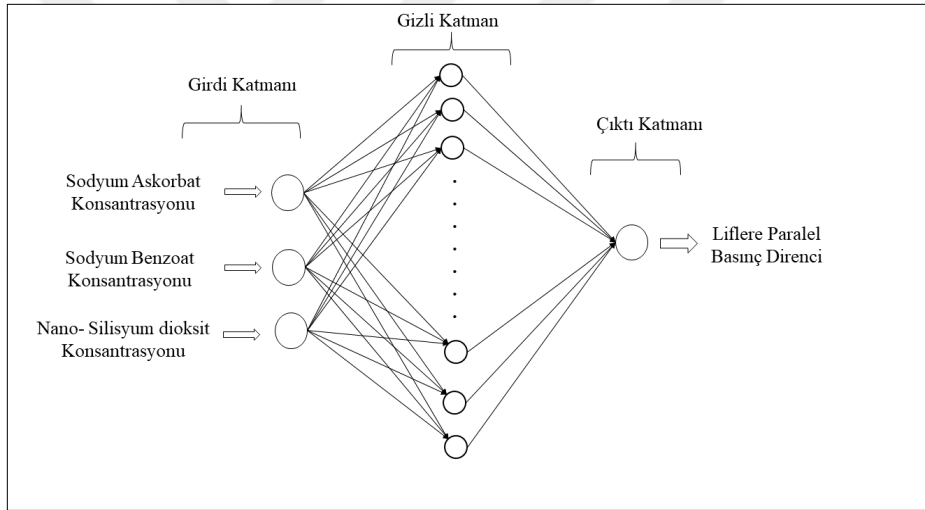 Gizli Katman
Girdi Katmanı
Çıktı Katmanı
Sodyum Askorbat
Konsantrasyonu
Sodyum Benzoat
Konsantrasyonu
Nano- Silisyum dioksit
Konsantrasyonu
Liflere Paralel
Basınç Direnci